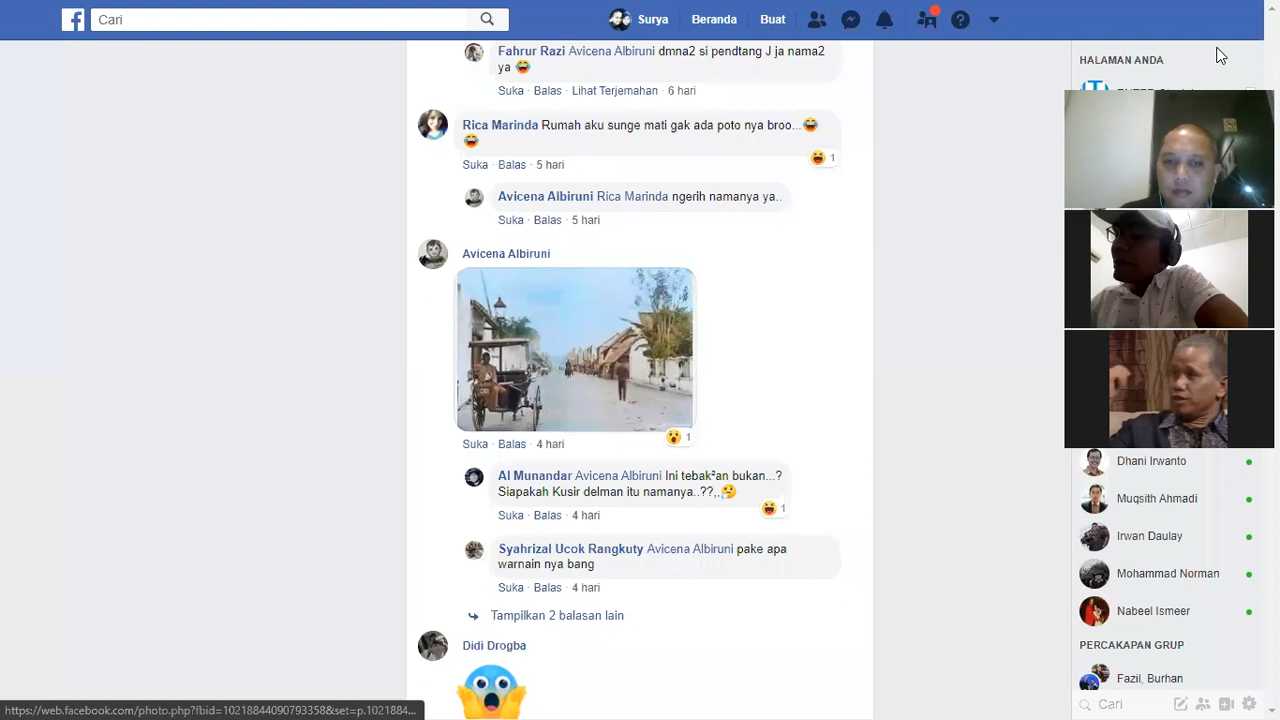 Cari
Surya
Beranda
Buat
Fahrur Razi Avicena Albiruni dmna2 si pendtang J ja nama2
ya 😂
Suka · Balas · Lihat Terjemahan · 6 hari
HALAMAN ANDA
Rica Marinda Rumah aku sunge mati gak ada poto nya broo...😂
😂
1
Suka · Balas · 5 hari
Avicena Albiruni Rica Marinda ngerih namanya ya..
Suka · Balas · 5 hari
Avicena Albiruni
1
Suka · Balas · 4 hari
Al Munandar Avicena Albiruni Ini tebak²an bukan...?
Siapakah Kusir delman itu namanya..??,,🤔
1
Suka · Balas · 4 hari
Syahrizal Ucok Rangkuty Avicena Albiruni pake apa
warnain nya bang
Suka · Balas · 4 hari
Tampilkan 2 balasan lain
Didi Drogba
Dhani Irwanto
Muqsith Ahmadi
Irwan Daulay
Mohammad Norman
Nabeel Ismeer
PERCAKAPAN GRUP
Fazil, Burhan
Cari
https://web.facebook.com/photo.php?fbid=10218844090793358&set=p.1021884...